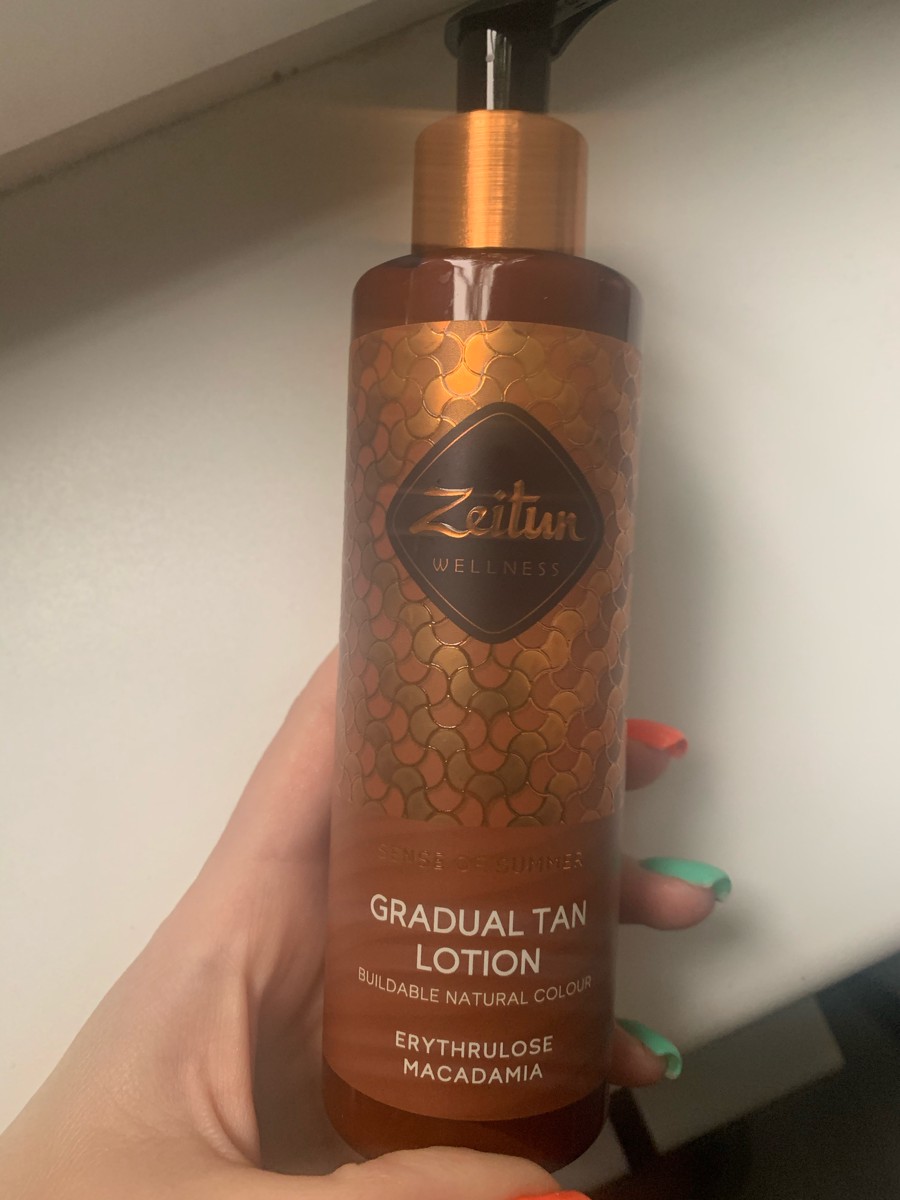 Zeitun
WELLNESS
SENSE OF SUMMER
GRADUAL TAN
LOTION
BUILDABLE NATURAL COLOUR
ERYTHRULOSE
MACADAMIA